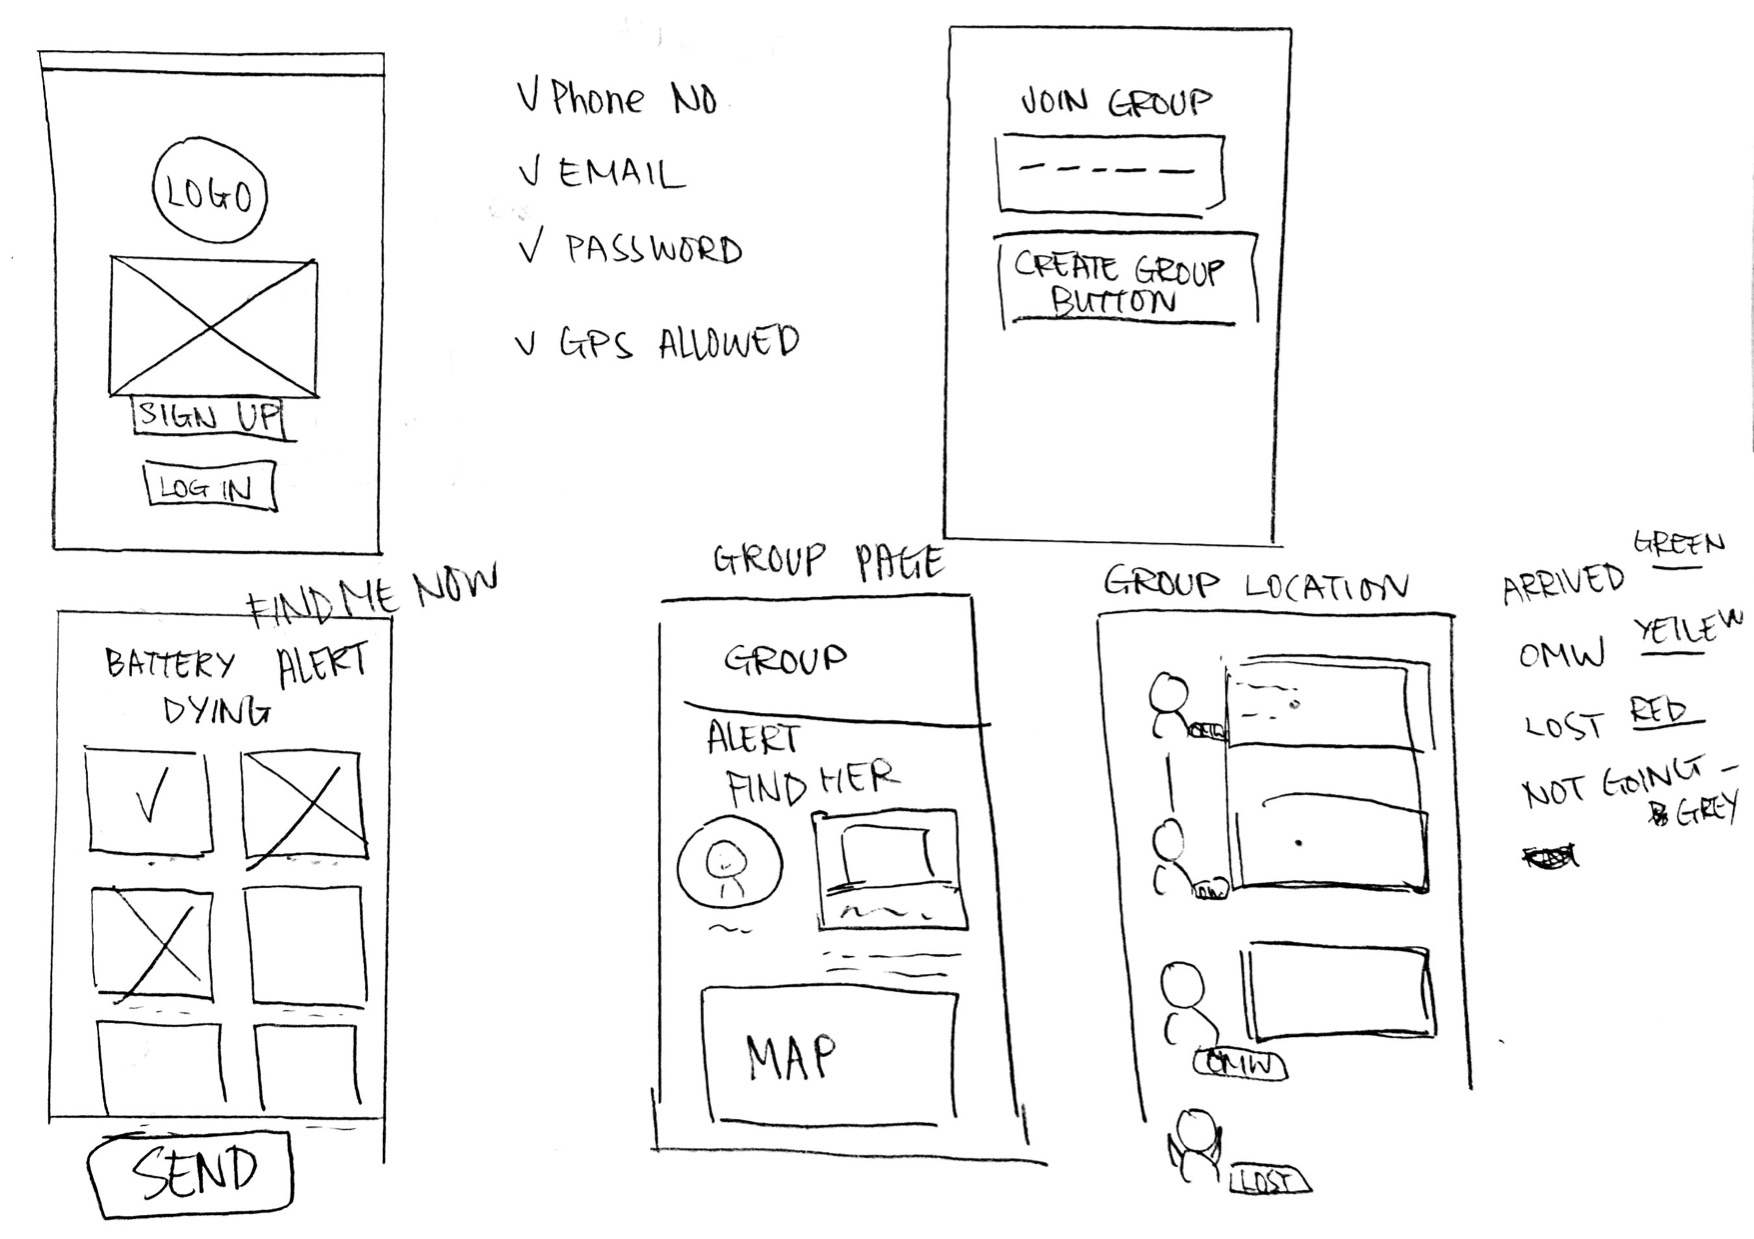 LOGO
SIGN UP
LOG IN
√ Phone NO
√ EMAIL
√ PASSWORD
√ GPS ALLOWED
JOIN GROUP
CREATE GROUP
BUTTON
FIND ME NOW
BATTERY ALERT
DYING
SEND
GROUP PAGE
GROUP
ALERT
FIND HER
MAP
GROUP LOCATION
OMW
OMW
OMW
LOST
ARRIVED GREEN
OMW YELLEW
LOST RED
NOT GOING –
GREY